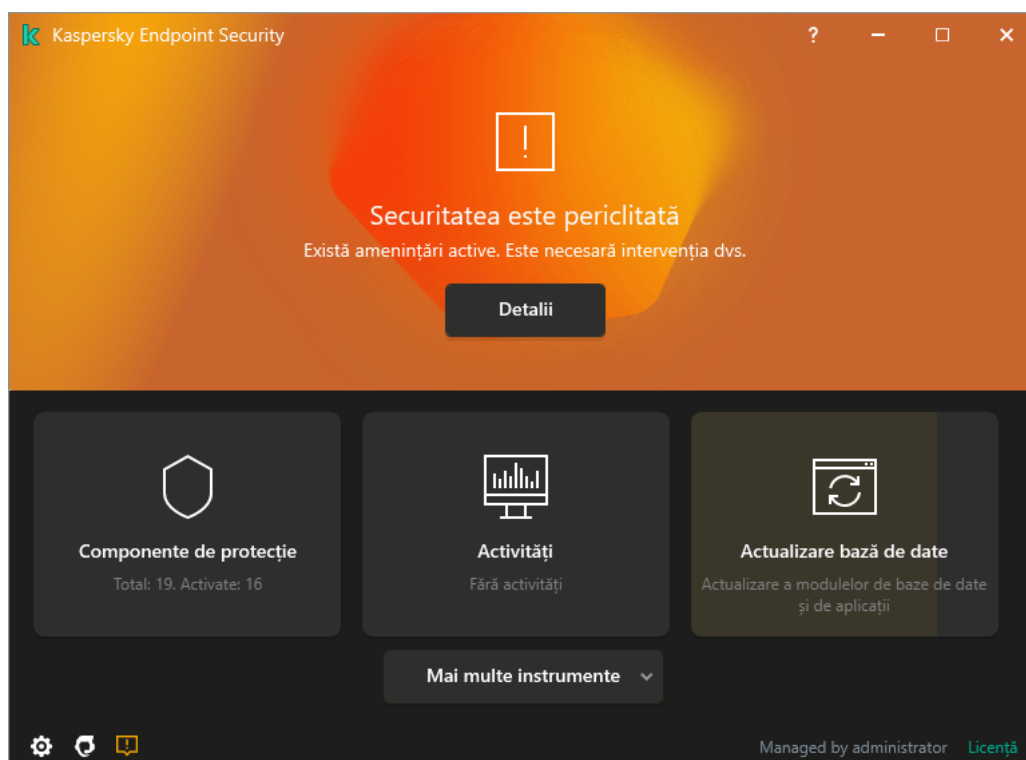 Kaspersky Endpoint Security
Securitatea este periclitată
Există amenințări active. Este necesară intervenția dvs.
Detalii
Componente de protecție
Total: 19. Activate: 16
Activități
Fără activități
Actualizare bază de date
Actualizare a modulelor de baze de date
și de aplicații
Mai multe instrumente
Managed by administrator
Licență